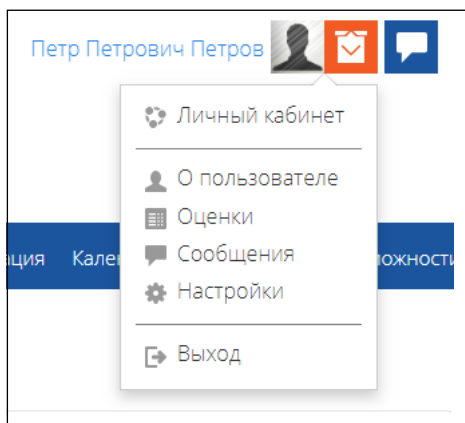 Петр Петрович Петров
Личный кабинет
О пользователе
Оценки
Сообщения
Настройки
Выход